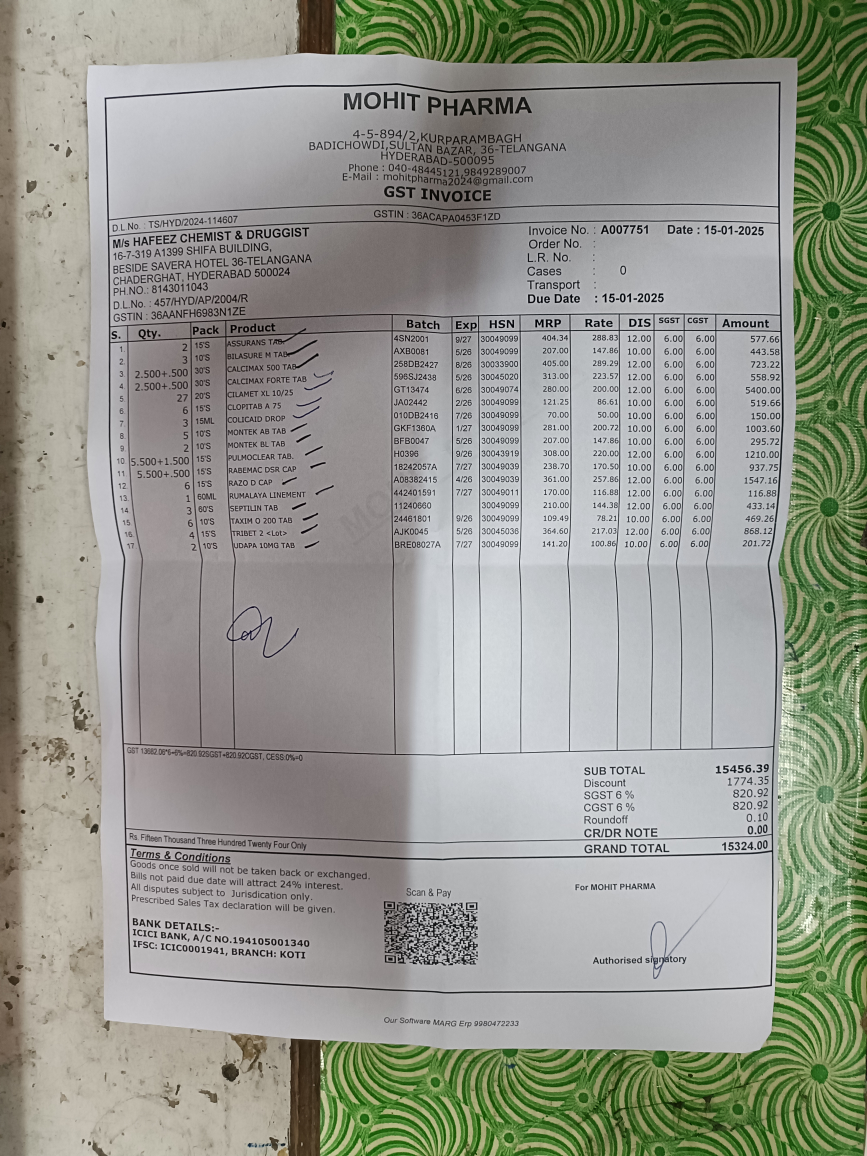 MOHIT PHARMA
4-5-894/2,KURPARAMBAGH
BADICHOWDI,SULTAN BAZAR, 36-TELANGANA
HYDERABAD-500095
Phone : 040-48445121,9849289007
E-Mail : mohitpharma2024@gmail.com
GST INVOICE
D.L No. : TS/HYD/2024-114607 GSTIN : 36ACAPA0453F1ZD
M/s HAFEEZ CHEMIST & DRUGGIST
16-7-319 A1399 SHIFA BUILDING,
BESIDE SAVERA HOTEL 36-TELANGANA
CHADERGHAT, HYDERABAD 500024
PH.NO.: 8143011043
D.L.No. : 457/HYD/AP/2004/R
GSTIN : 36AANFH6983N1ZE
Invoice No. : A007751 Date : 15-01-2025
Order No. :
L.R. No. :
Cases : 0
Transport :
Due Date : 15-01-2025
S. Qty. Pack Product Batch Exp HSN MRP Rate DIS SGST CGST Amount
1. 2 15'S ASSURANS TAB 4SN2001 9/27 30049099 404.34 288.83 12.00 6.00 6.00 577.66
2. 3 10'S BILASURE M TAB AXB0081 5/26 30049099 207.00 147.86 10.00 6.00 6.00 443.58
3. 2.500+.500 30'S CALCIMAX 500 TAB 258DB2427 8/26 30033900 405.00 289.29 12.00 6.00 6.00 723.22
4. 2.500+.500 30'S CALCIMAX FORTE TAB 596SJ2438 5/26 30045020 313.00 223.57 12.00 6.00 6.00 558.92
5. 27 20'S CILAMET XL 10/25 GT13474 6/26 30049074 280.00 200.00 12.00 6.00 6.00 5400.00
6. 6 15'S CLOPITAB A 75 JA02442 2/26 30049099 121.25 86.61 10.00 6.00 6.00 519.66
7. 3 15ML COLICAID DROP 010DB2416 7/26 30049099 70.00 50.00 10.00 6.00 6.00 150.00
8. 5 10'S MONTEK AB TAB GKF1360A 1/27 30049099 281.00 200.72 12.00 6.00 6.00 1003.60
9. 2 10'S MONTEK BL TAB BFB0047 5/26 30049099 207.00 147.86 10.00 6.00 6.00 295.72
10 5.500+1.500 15'S PULMOCLEAR TAB. H0396 9/26 30043919 308.00 220.00 12.00 6.00 6.00 1210.00
11 5.500+.500 15'S RABEMAC DSR CAP 18242057A 7/27 30049039 238.70 170.50 10.00 6.00 6.00 937.75
12. 6 15'S RAZO D CAP A08382415 4/26 30049039 361.00 257.86 12.00 6.00 6.00 1547.16
13. 1 60ML RUMALAYA LINEMENT 442401591 7/27 30049011 170.00 116.88 12.00 6.00 6.00 116.88
14. 3 60'S SEPTILIN TAB 11240660 30049099 210.00 144.38 12.00 6.00 6.00 433.14
15. 6 10'S TAXIM O 200 TAB 24461801 9/26 30049099 109.49 78.21 10.00 6.00 6.00 469.26
16. 4 15'S TRIBET 2 <Lot> AJK0045 5/26 30045036 364.60 217.03 12.00 6.00 6.00 868.12
17. 2 10'S UDAPA 10MG TAB BRE08027A 7/27 30049099 141.20 100.86 10.00 6.00 6.00 201.72
GST 13682.06*6+6%=820.92SGST+820.92CGST, CESS:0%=0
SUB TOTAL 15456.39
Discount 1774.35
SGST 6 % 820.92
CGST 6 % 820.92
Roundoff 0.10
CR/DR NOTE 0.00
GRAND TOTAL 15324.00
Rs. Fifteen Thousand Three Hundred Twenty Four Only
Terms & Conditions
Goods once sold will not be taken back or exchanged.
Bills not paid due date will attract 24% interest.
All disputes subject to Jurisdication only.
Prescribed Sales Tax declaration will be given.
BANK DETAILS:-
ICICI BANK, A/C NO.194105001340
IFSC: ICIC0001941, BRANCH: KOTI
Scan & Pay
For MOHIT PHARMA
Authorised signatory
Our Software MARG Erp 9980472233